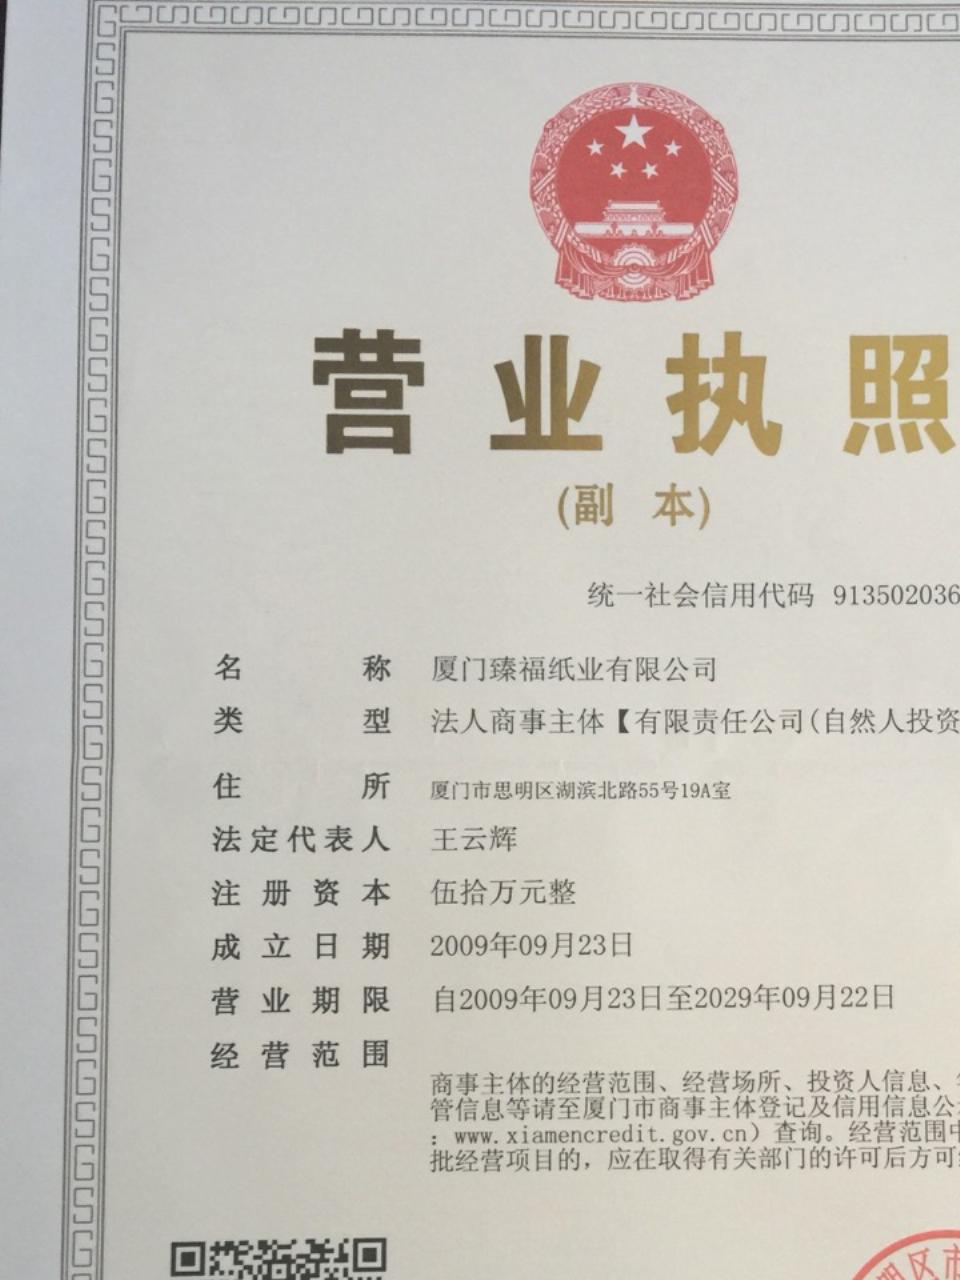 营业执照
(副 本)
统一社会信用代码 913502036
名称 厦门臻福纸业有限公司
类型 法人商事主体【有限责任公司(自然人投资
住所 厦门市思明区湖滨北路55号19A室
法定代表人 王云辉
注册资本 伍拾万元整
成立日期 2009年09月23日
营业期限 自2009年09月23日至2029年09月22日
经营范围
商事主体的经营范围、经营场所、投资人信息、
管信息等请至厦门市商事主体登记及信用信息公
：www.xiamencredit.gov.cn）查询。经营范围中
批经营项目的，应在取得有关部门的许可后方可
明区市